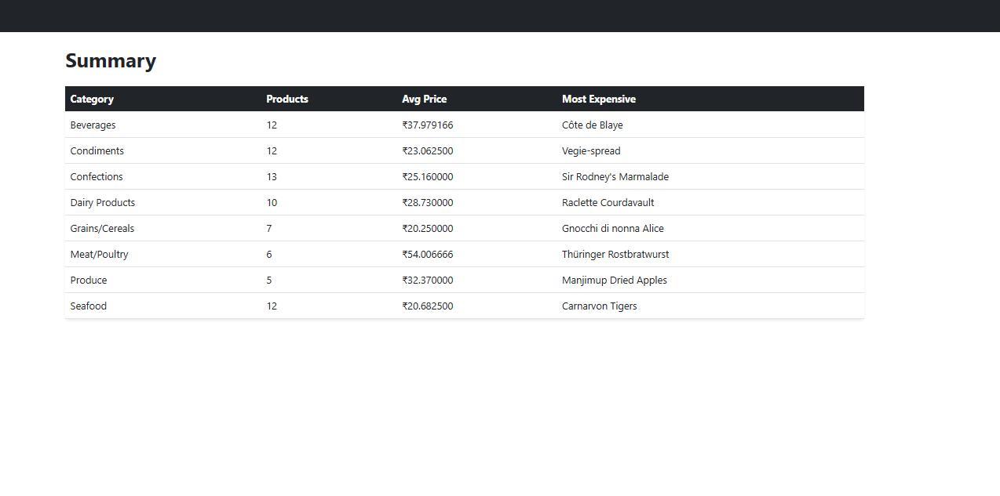 Summary
Category Products Avg Price Most Expensive
Beverages 12 ₹37.979166 Côte de Blaye
Condiments 12 ₹23.062500 Vegie-spread
Confections 13 ₹25.160000 Sir Rodney's Marmalade
Dairy Products 10 ₹28.730000 Raclette Courdavault
Grains/Cereals 7 ₹20.250000 Gnocchi di nonna Alice
Meat/Poultry 6 ₹54.006666 Thüringer Rostbratwurst
Produce 5 ₹32.370000 Manjimup Dried Apples
Seafood 12 ₹20.682500 Carnarvon Tigers